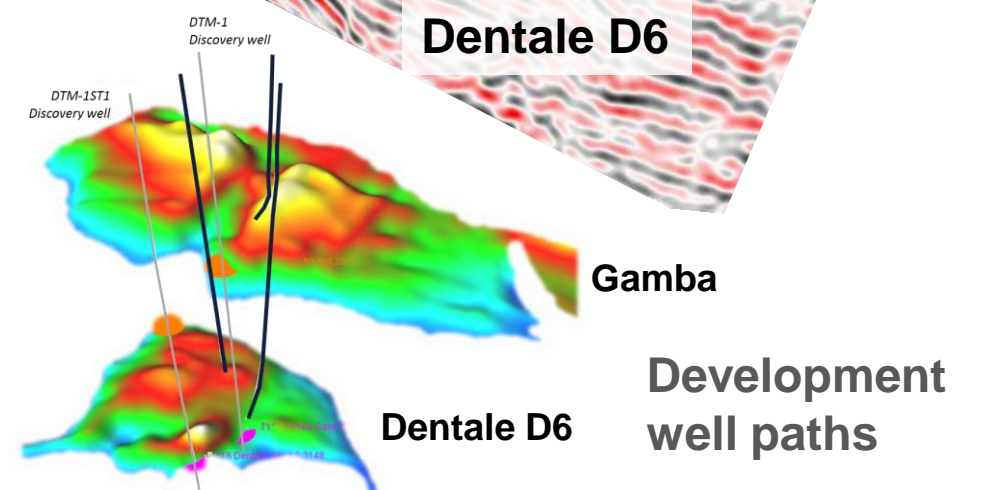 DTM-1
Discovery well
Dentale D6
DTM-1ST1
Discovery well
Gamba
Development
well paths
Dentale D6